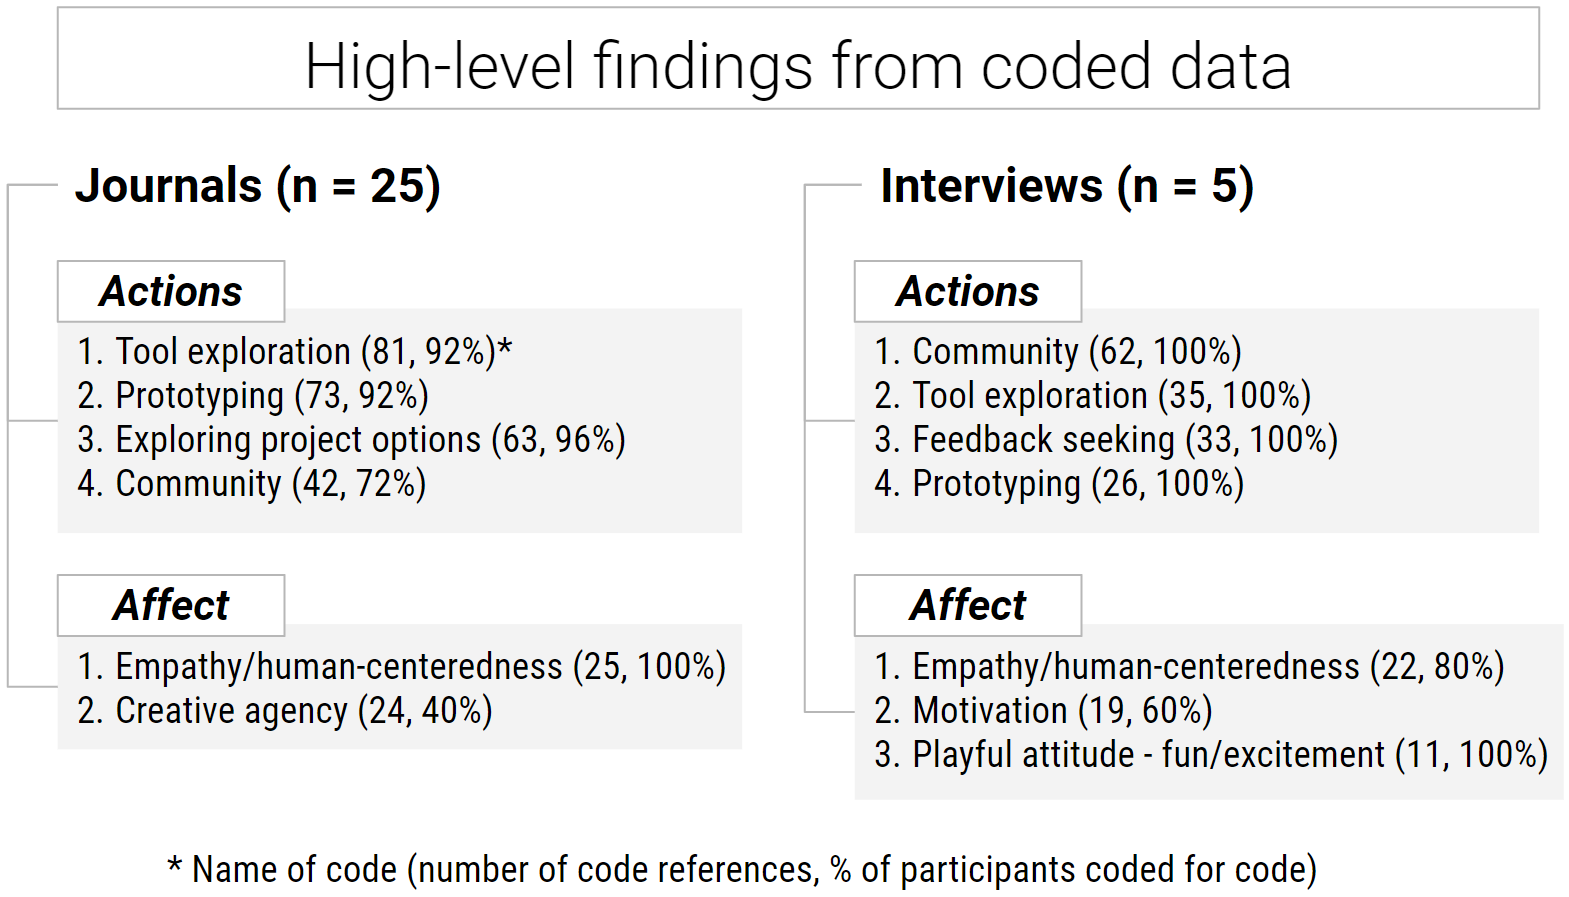 High-level findings from coded data
Journals (n = 25)
Actions
1. Tool exploration (81, 92%)*
2. Prototyping (73, 92%)
3. Exploring project options (63, 96%)
4. Community (42, 72%)
Affect
1. Empathy/human-centeredness (25, 100%)
2. Creative agency (24, 40%)
Interviews (n = 5)
Actions
1. Community (62, 100%)
2. Tool exploration (35, 100%)
3. Feedback seeking (33, 100%)
4. Prototyping (26, 100%)
Affect
1. Empathy/human-centeredness (22, 80%)
2. Motivation (19, 60%)
3. Playful attitude - fun/excitement (11, 100%)
* Name of code (number of code references, % of participants coded for code)